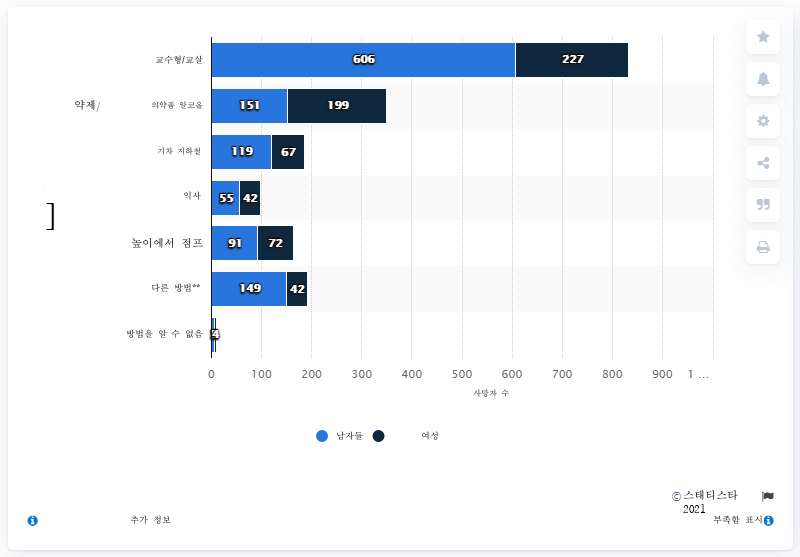 교수형/교살 606 227
약제/ 의약품 알코올 151 199
기차 지하철 119 67
익사 55 42
]
높이에서 점프 91 72
다른 방법** 149 42
방법을 알 수 없음 4
0 100 200 300 400 500 600 700 800 900 1 ...
사망자 수
남자들 여성
© 스태티스타
2021
추가 정보 부족함 표시